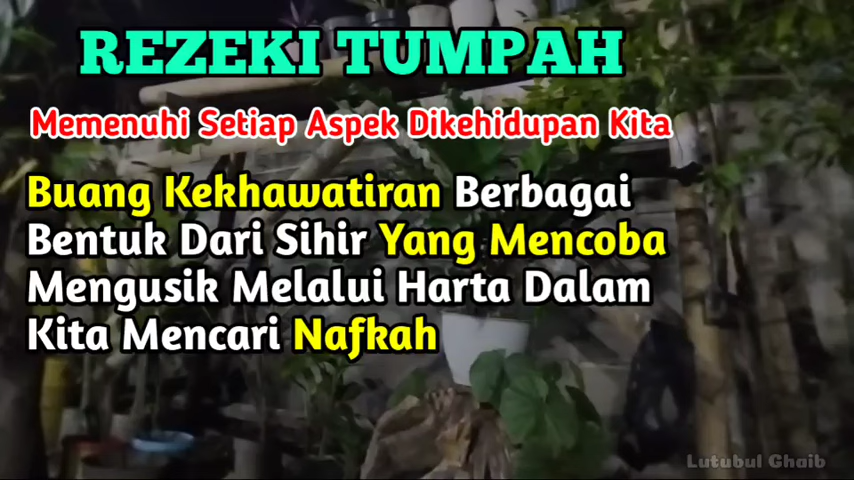 REZEKI TUMPAH
Memenuhi Setiap Aspek Dikehidupan Kita
Buang Kekhawatiran Berbagai
Bentuk Dari Sihir Yang Mencoba
Mengusik Melalui Harta Dalam
Kita Mencari Nafkah
Lutubul Ghaib